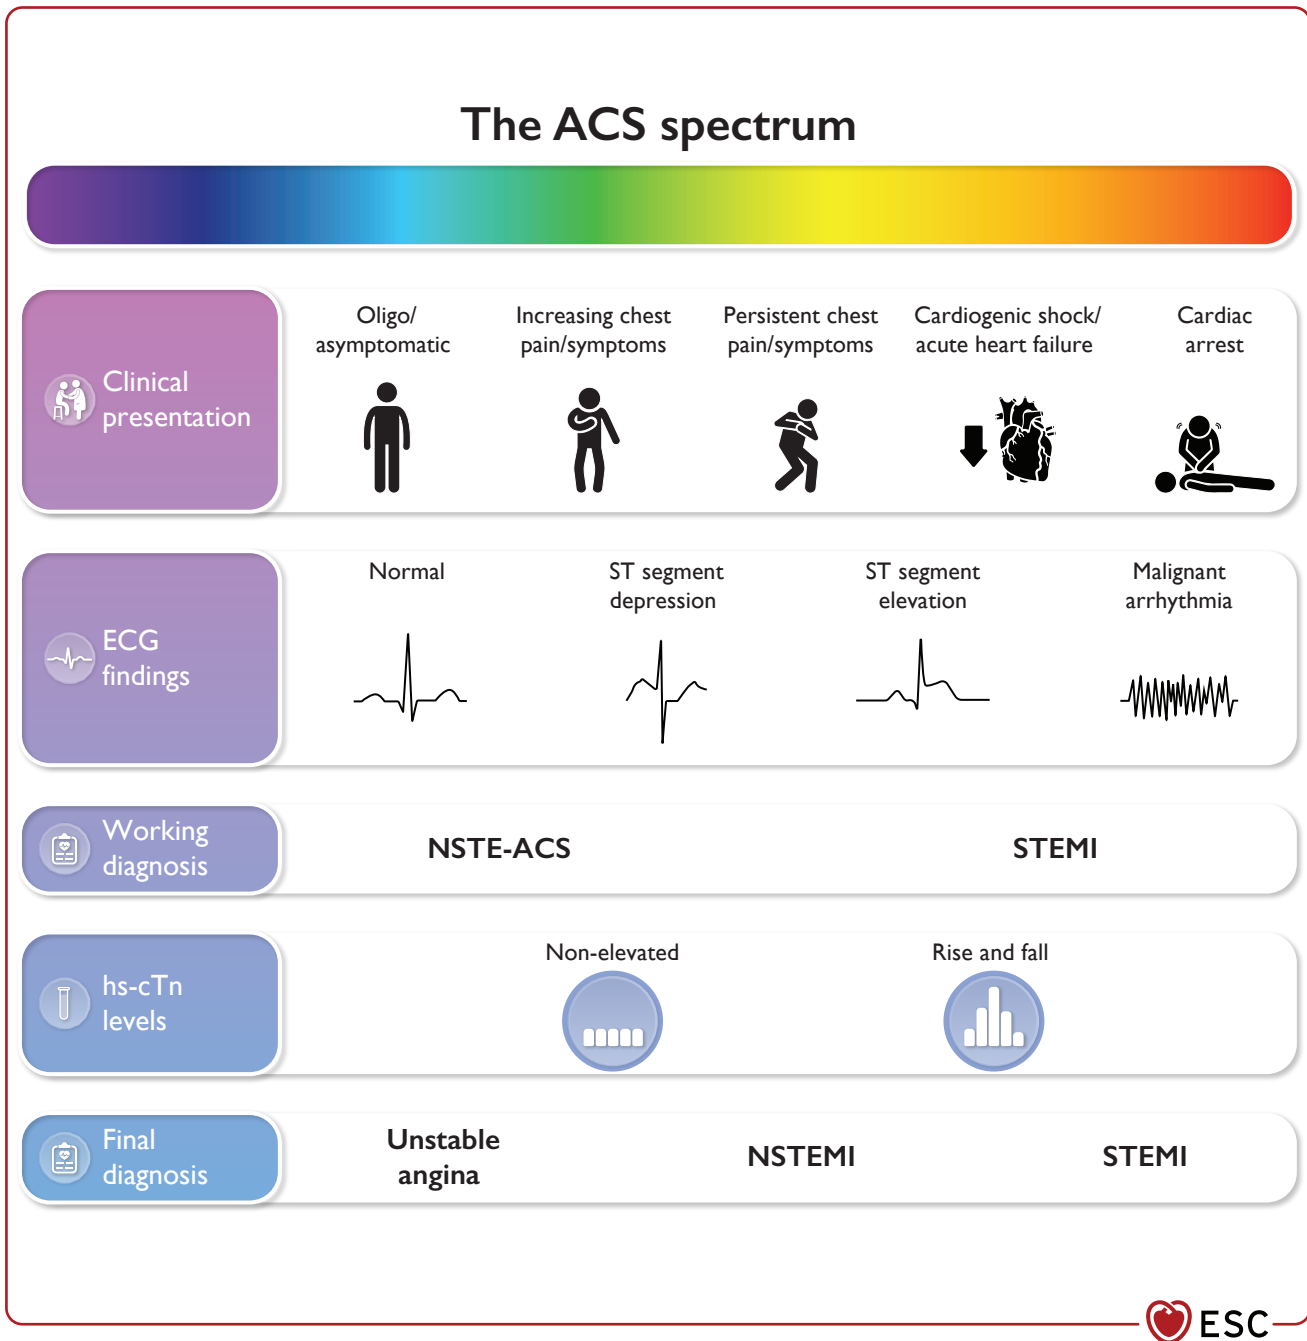 The ACS spectrum
Clinical
presentation
Oligo/
asymptomatic
Increasing chest
pain/symptoms
Persistent chest
pain/symptoms
Cardiogenic shock/
acute heart failure
Cardiac
arrest
ECG
findings
Normal
ST segment
depression
ST segment
elevation
Malignant
arrhythmia
Working
diagnosis
NSTE-ACS
STEMI
hs-cTn
levels
Non-elevated
Rise and fall
Final
diagnosis
Unstable
angina
NSTEMI
STEMI
ESC